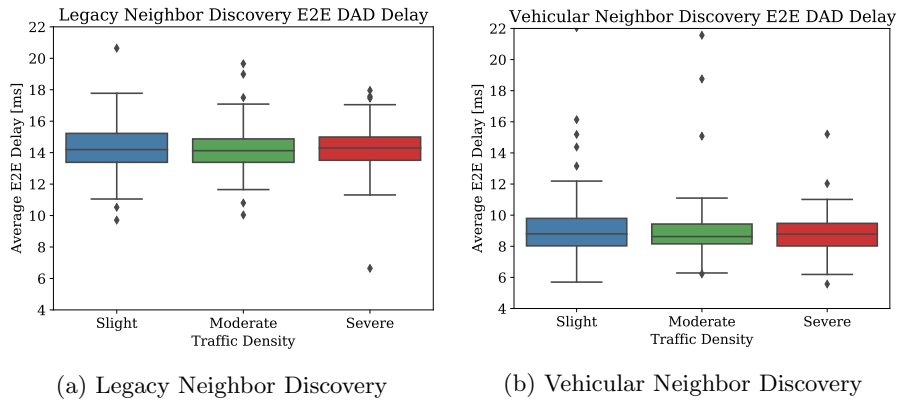 Legacy Neighbor Discovery E2E DAD Delay
22
20
18
16
14
12
10
8
6
4
Average E2E Delay [ms]
Slight Moderate Severe
Traffic Density
(a) Legacy Neighbor Discovery
Vehicular Neighbor Discovery E2E DAD Delay
22
20
18
16
14
12
10
8
6
4
Average E2E Delay [ms]
Slight Moderate Severe
Traffic Density
(b) Vehicular Neighbor Discovery